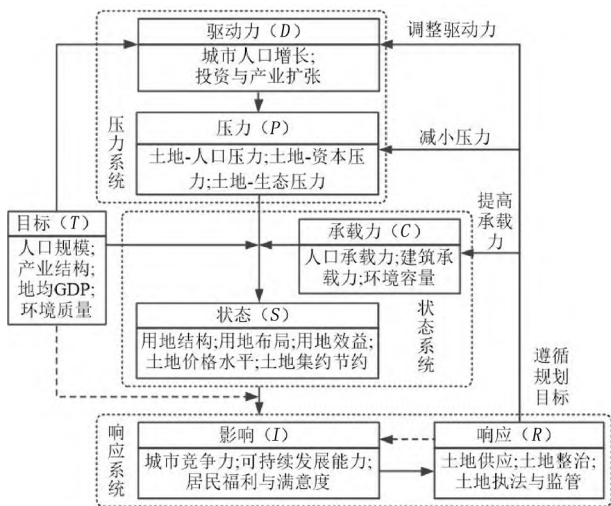 驱动力（D）
城市人口增长;
投资与产业扩张
调整驱动力
压力系统
压力（P）
土地-人口压力;土地-资本压
力;土地-生态压力
减小压力
提高
承载
力
目标（T）
人口规模;
产业结构;
地均GDP;
环境质量
承载力（C）
人口承载力;建筑承
载力;环境容量
状态（S）
用地结构;用地布局;用地效益;
土地价格水平;土地集约节约
状态系统
遵循
规划
目标
响应系统
影响（I）
城市竞争力;可持续发展能力;
居民福利与满意度
响应（R）
土地供应;土地整治;
土地执法与监管